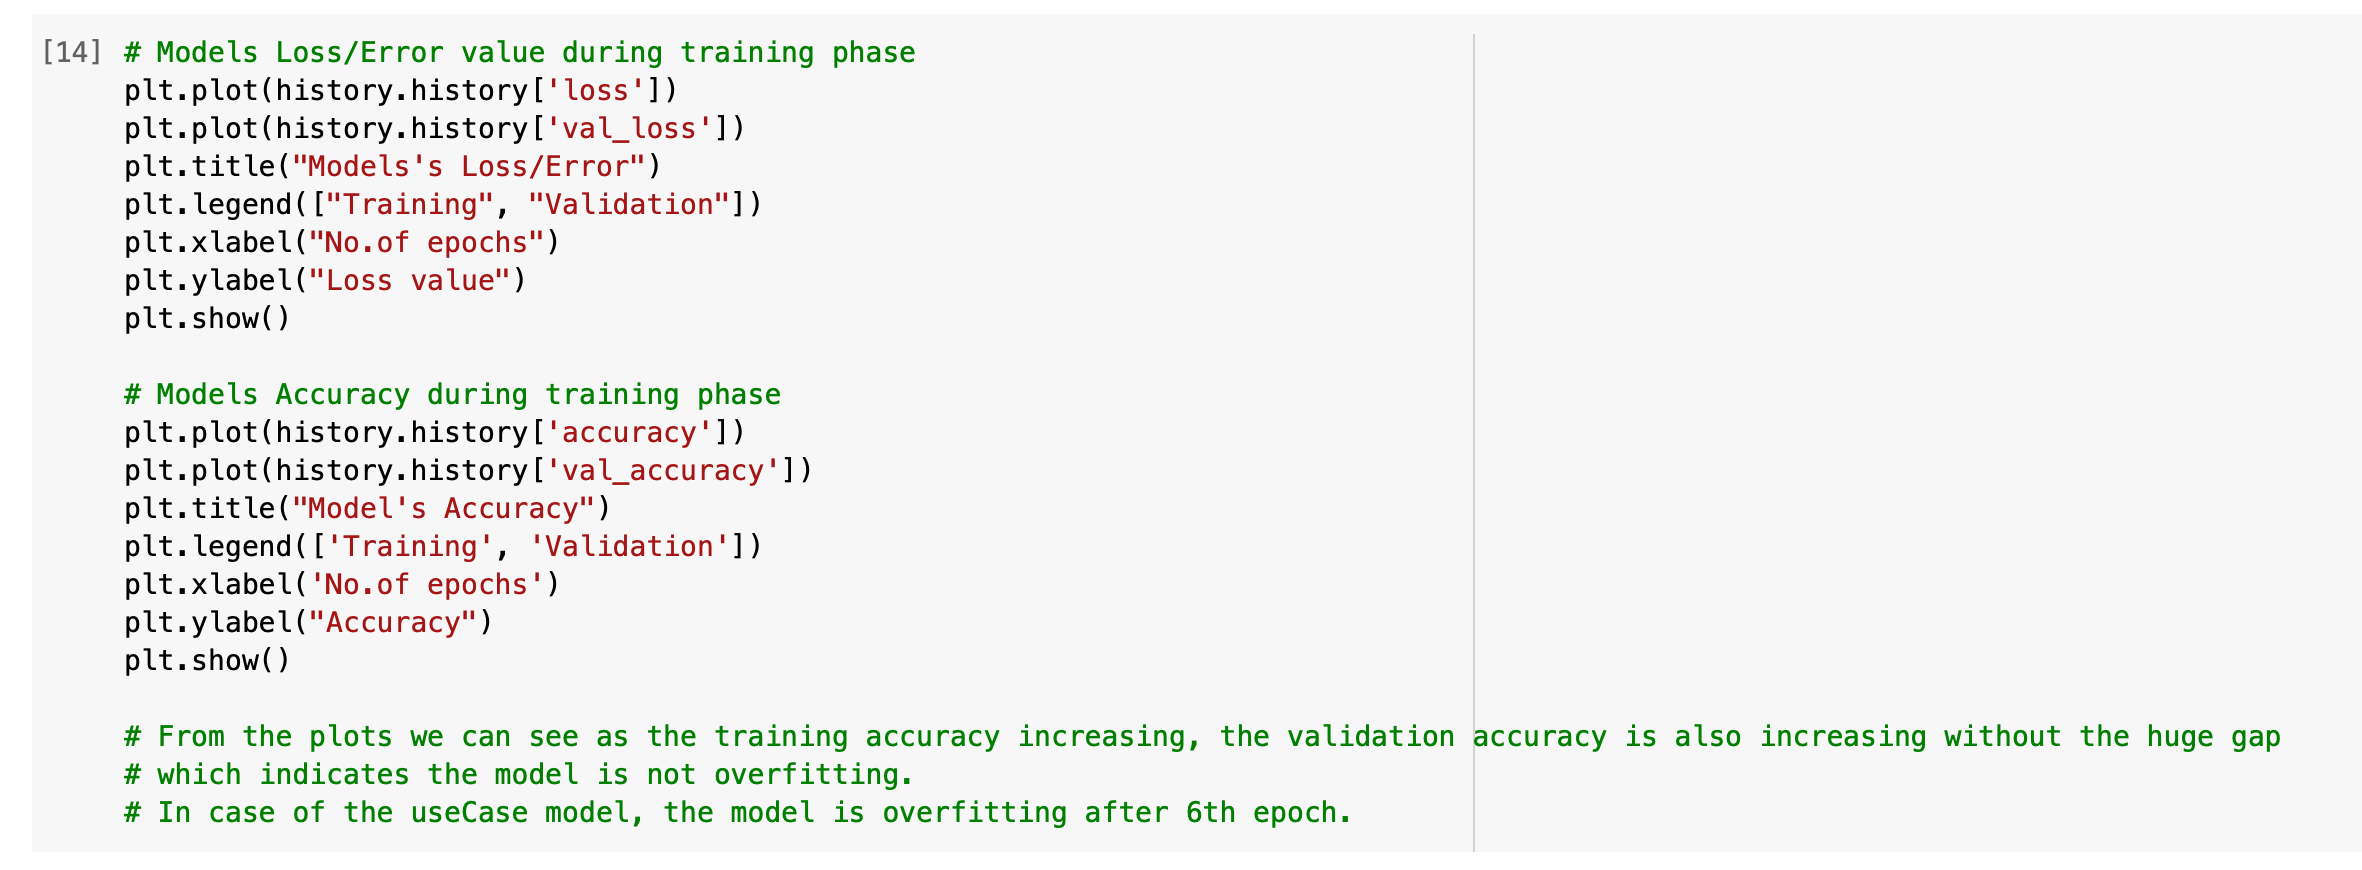 [14] # Models Loss/Error value during training phase
plt.plot(history.history['loss'])
plt.plot(history.history['val_loss'])
plt.title("Models's Loss/Error")
plt.legend(["Training", "Validation"])
plt.xlabel("No.of epochs")
plt.ylabel("Loss value")
plt.show()

# Models Accuracy during training phase
plt.plot(history.history['accuracy'])
plt.plot(history.history['val_accuracy'])
plt.title("Model's Accuracy")
plt.legend(['Training', 'Validation'])
plt.xlabel('No.of epochs')
plt.ylabel("Accuracy")
plt.show()

# From the plots we can see as the training accuracy increasing, the validation accuracy is also increasing without the huge gap
# which indicates the model is not overfitting.
# In case of the useCase model, the model is overfitting after 6th epoch.